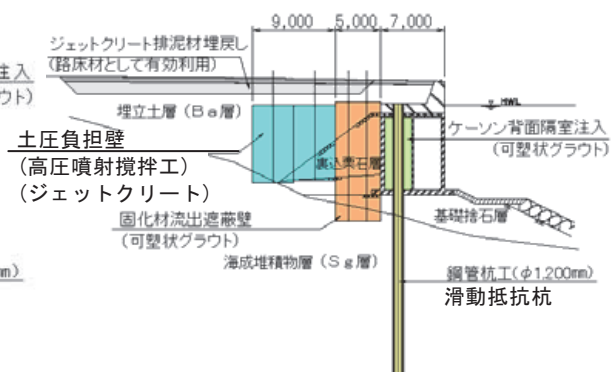 9,000 5,000 7,000
ジェットクリート排泥材埋戻し
(路床材として有効利用)
注入
ウト)
埋立土層(Ba層)
HWL
ケーソン背面隔室注入
(可塑状グラウト)
土圧負担壁
(高圧噴射撹拌工)
(ジェットクリート)
裏込栗石層
固化材流出遮蔽壁
(可塑状グラウト)
基礎捨石層
海成堆積物層(Sg層)
mm)
鋼管杭工(φ1,200mm)
滑動抵抗杭